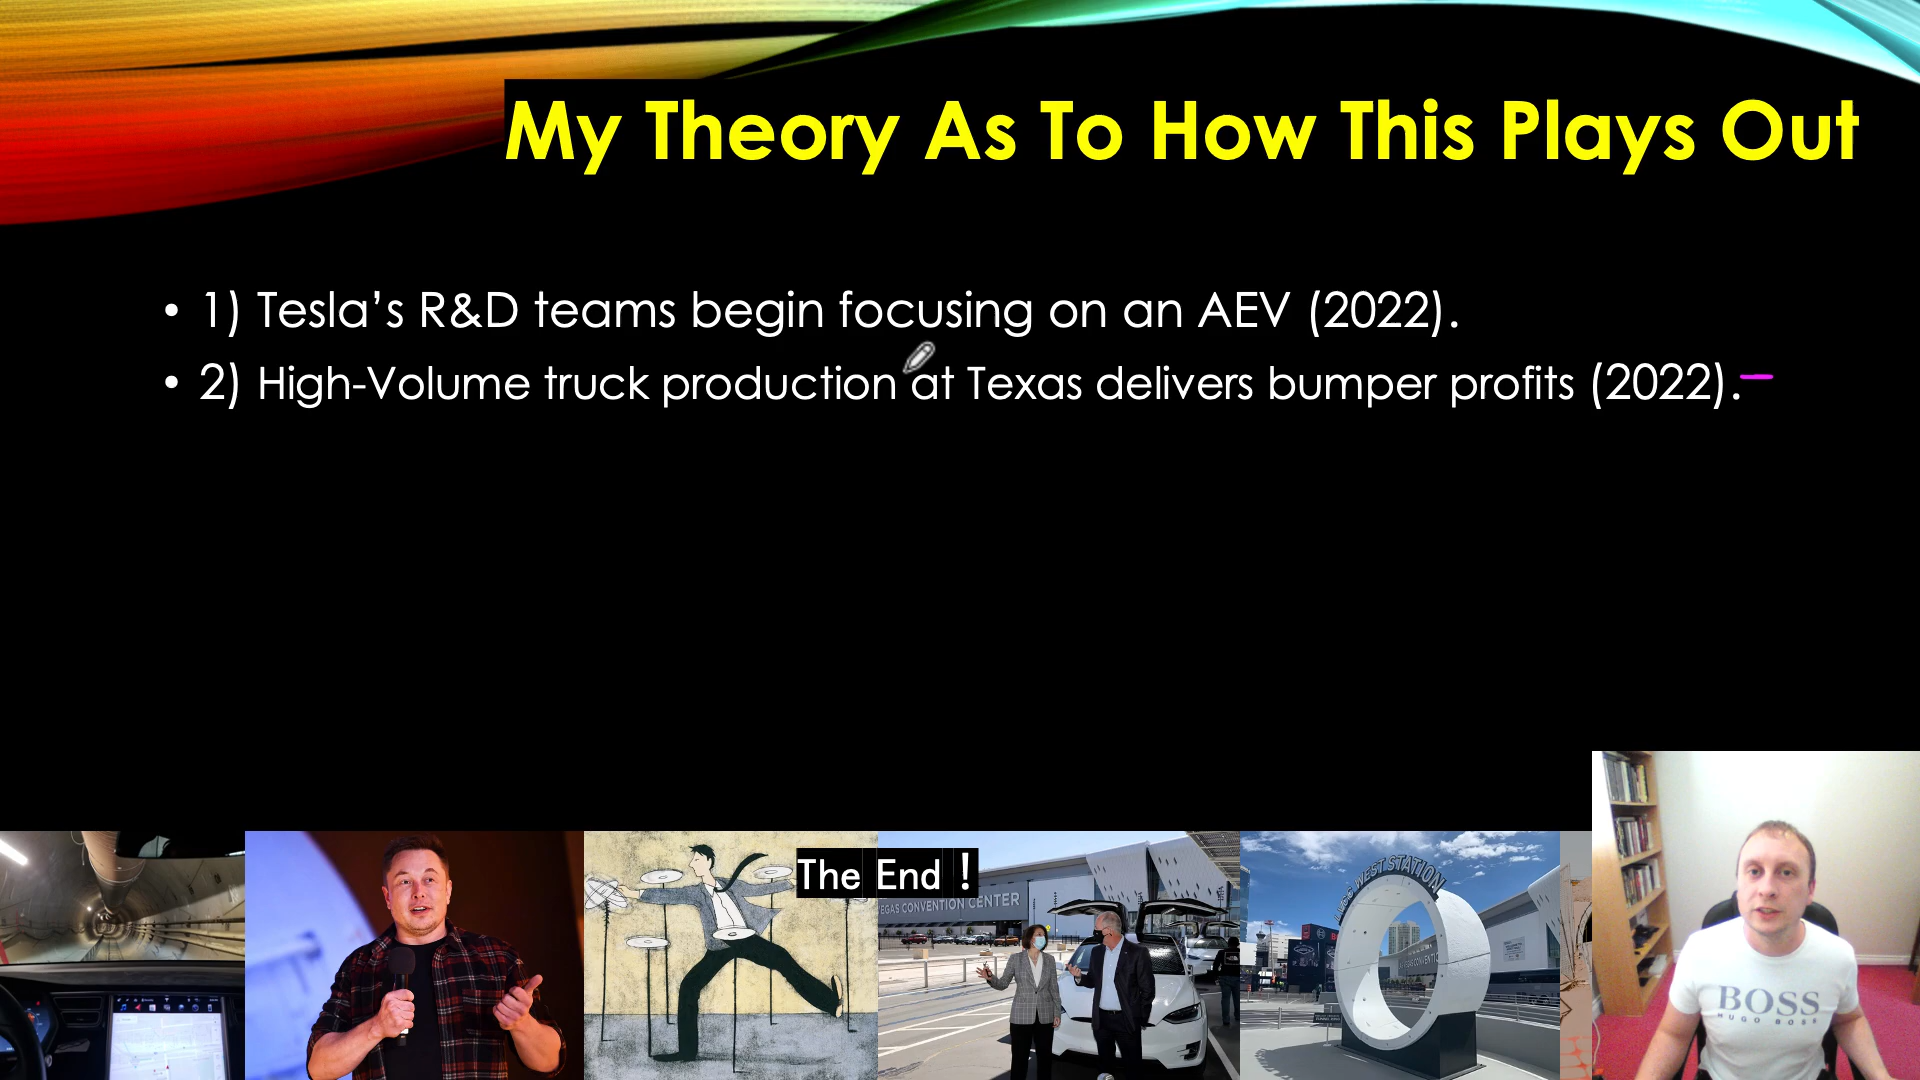 My Theory As To How This Plays Out
• 1) Tesla’s R&D teams begin focusing on an AEV (2022).
• 2) High-Volume truck production at Texas delivers bumper profits (2022).
The End !
EGAS CONVENTION CENTER
WEST STATION
BOSS
HUGO BOSS